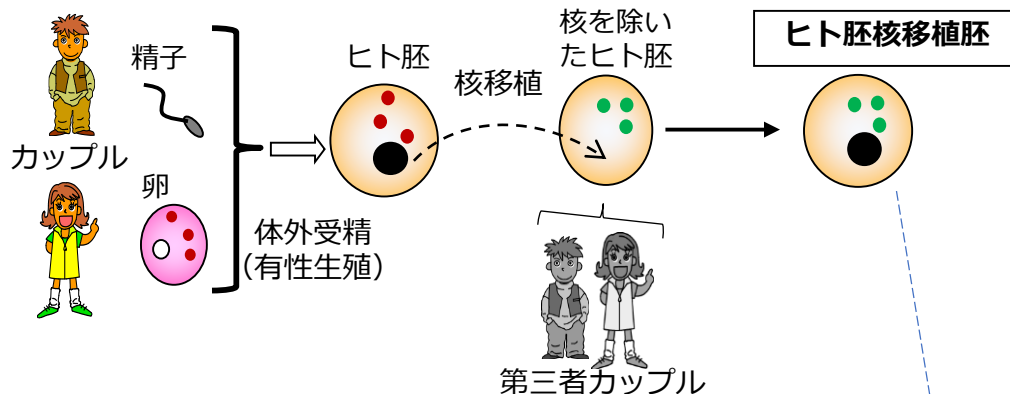 カップル
精子
卵
体外受精
(有性生殖)
ヒト胚
核移植
核を除い
たヒト胚
第三者カップル
ヒト胚核移植胚